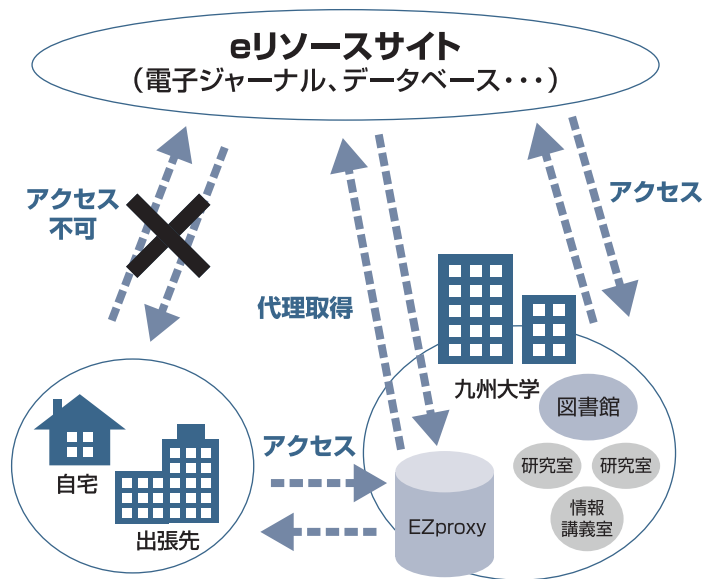 eリソースサイト
（電子ジャーナル、データベース・・・）
アクセス
不可
アクセス
代理取得
九州大学
図書館
研究室
研究室
情報
講義室
自宅
出張先
アクセス
EZproxy